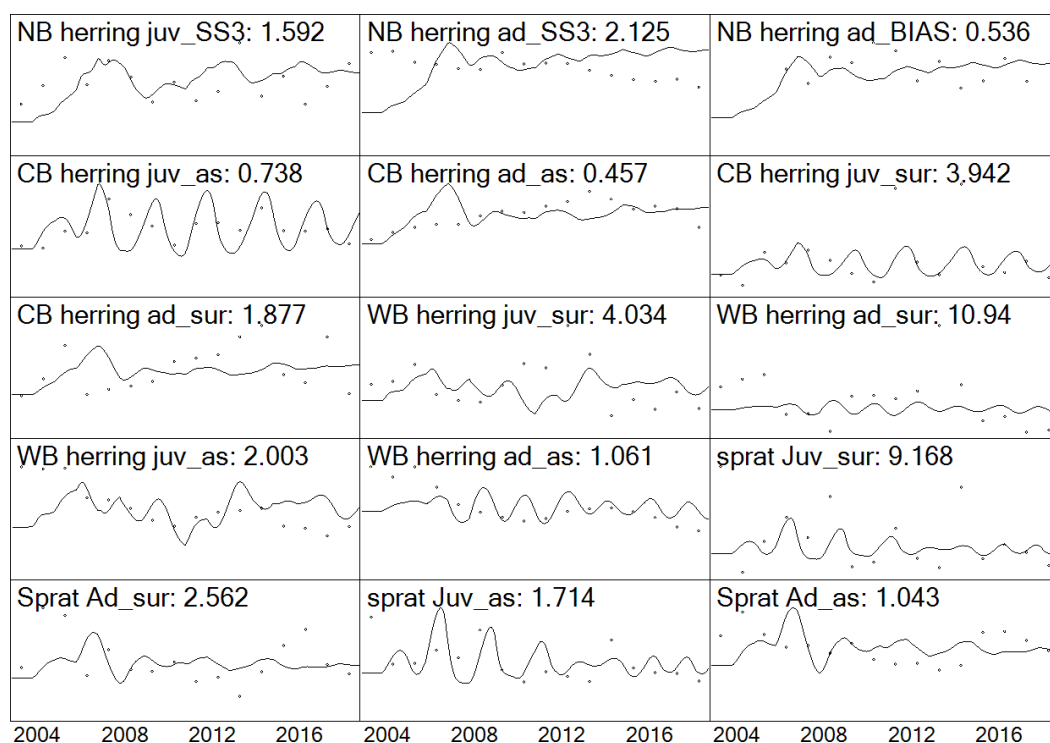 NB herring juv_SS3: 1.592
NB herring ad_SS3: 2.125
NB herring ad_BIAS: 0.536
CB herring juv_as: 0.738
CB herring ad_as: 0.457
CB herring juv_sur: 3.942
CB herring ad_sur: 1.877
WB herring juv_sur: 4.034
WB herring ad_sur: 10.94
WB herring juv_as: 2.003
WB herring ad_as: 1.061
sprat Juv_sur: 9.168
Sprat Ad_sur: 2.562
sprat Juv_as: 1.714
Sprat Ad_as: 1.043
2004 2008 2012 2016 2004 2008 2012 2016 2004 2008 2012 2016